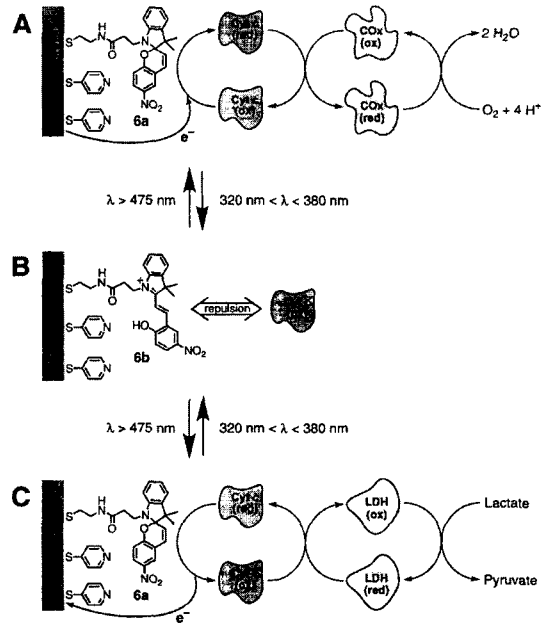 A
S
H
N
O
N
O
NO₂
6a
S
N
S
N
e⁻
Cyt c
(red)
Cyt c
(ox)
COx
(ox)
COx
(red)
2 H₂O
O₂ + 4 H⁺
λ > 475 nm
320 nm < λ < 380 nm
B
S
H
N
O
N
+
HO
NO₂
6b
S
N
S
N
repulsion
λ > 475 nm
320 nm < λ < 380 nm
C
S
H
N
O
N
O
NO₂
6a
S
N
S
N
e⁻
Cyt c
(red)
LDH
(ox)
LDH
(red)
Lactate
Pyruvate